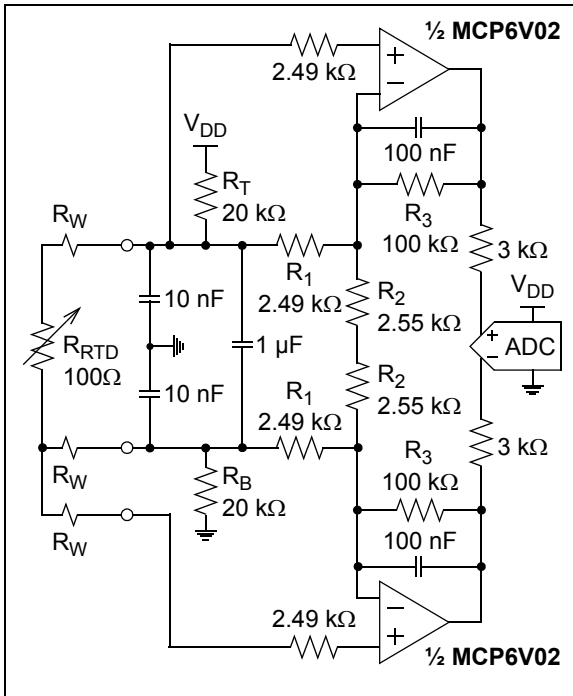 ½ MCP6V02
2.49 kΩ
V_DD
100 nF
R_T
20 kΩ
R_3
100 kΩ
R_W
3 kΩ
R_1
2.49 kΩ
10 nF
R_2
2.55 kΩ
V_DD
R_RTD
100Ω
1 µF
ADC
10 nF
R_2
2.55 kΩ
R_1
2.49 kΩ
R_W
R_3
100 kΩ
3 kΩ
R_B
20 kΩ
R_W
100 nF
2.49 kΩ
½ MCP6V02
+
−
+
−
−
+